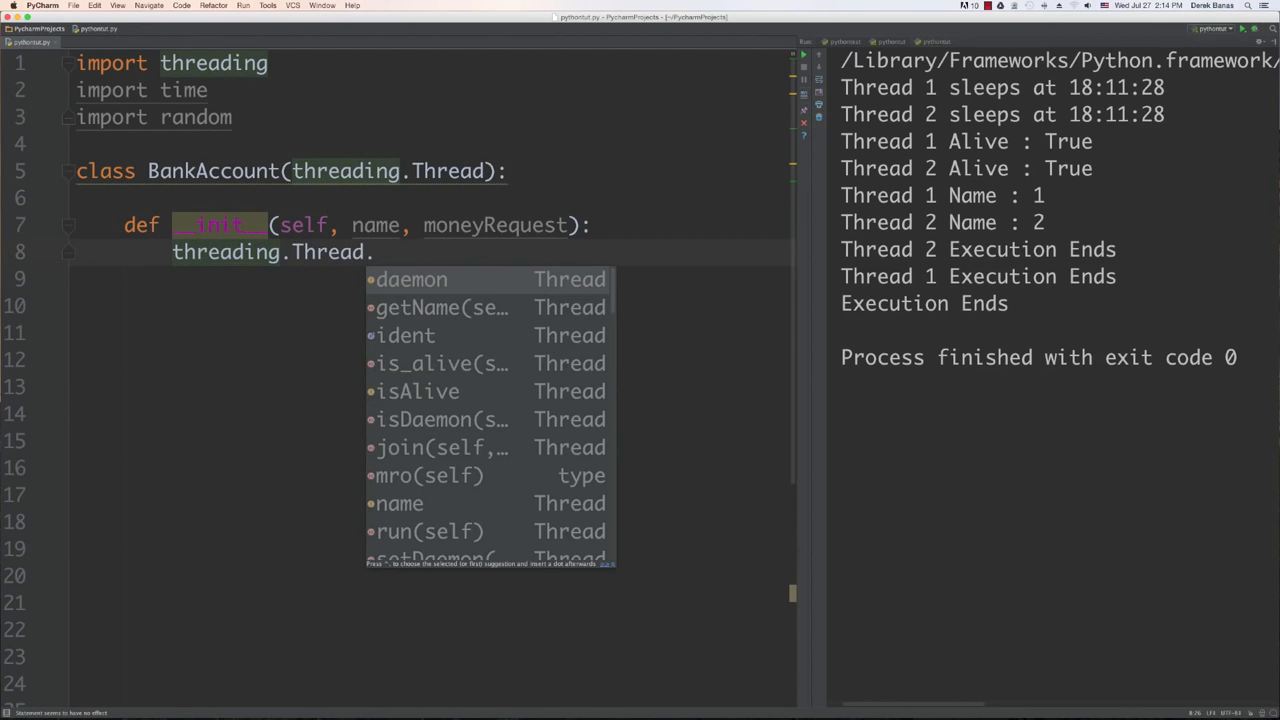 PyCharm File Edit View Navigate Code Refactor Run Tools VCS Window Help
10 Wed Jul 27 2:14 PM Derek Banas
pythontut.py - PycharmProjects - [~/PycharmProjects]
PycharmProjects pythontut.py
pythontut
pythontut.py
Run: pythontest pythontut pythontut
1 import threading
2 import time
3 import random
4
5 class BankAccount(threading.Thread):
6
7 def __init__(self, name, moneyRequest):
8 threading.Thread.
9
10
11
12
13
14
15
16
17
18
19
20
21
22
23
24
daemon Thread
getName(se… Thread
ident Thread
is_alive(s… Thread
isAlive Thread
isDaemon(s… Thread
join(self,… Thread
mro(self) type
name Thread
run(self) Thread
setDaemon( Thread
Press ^. to choose the selected (or first) suggestion and insert a dot afterwards >>
/Library/Frameworks/Python.framework/
Thread 1 sleeps at 18:11:28
Thread 2 sleeps at 18:11:28
Thread 1 Alive : True
Thread 2 Alive : True
Thread 1 Name : 1
Thread 2 Name : 2
Thread 2 Execution Ends
Thread 1 Execution Ends
Execution Ends
Process finished with exit code 0
Statement seems to have no effect
8:26 LF÷ UTF-8÷